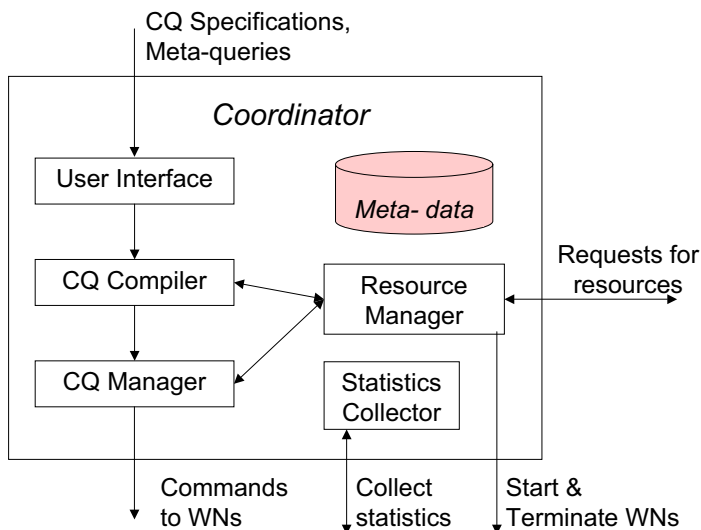 CQ Specifications,
Meta-queries
Coordinator
User Interface
Meta- data
CQ Compiler
Resource
Manager
Requests for
resources
CQ Manager
Statistics
Collector
Commands
to WNs
Collect
statistics
Start &
Terminate WNs